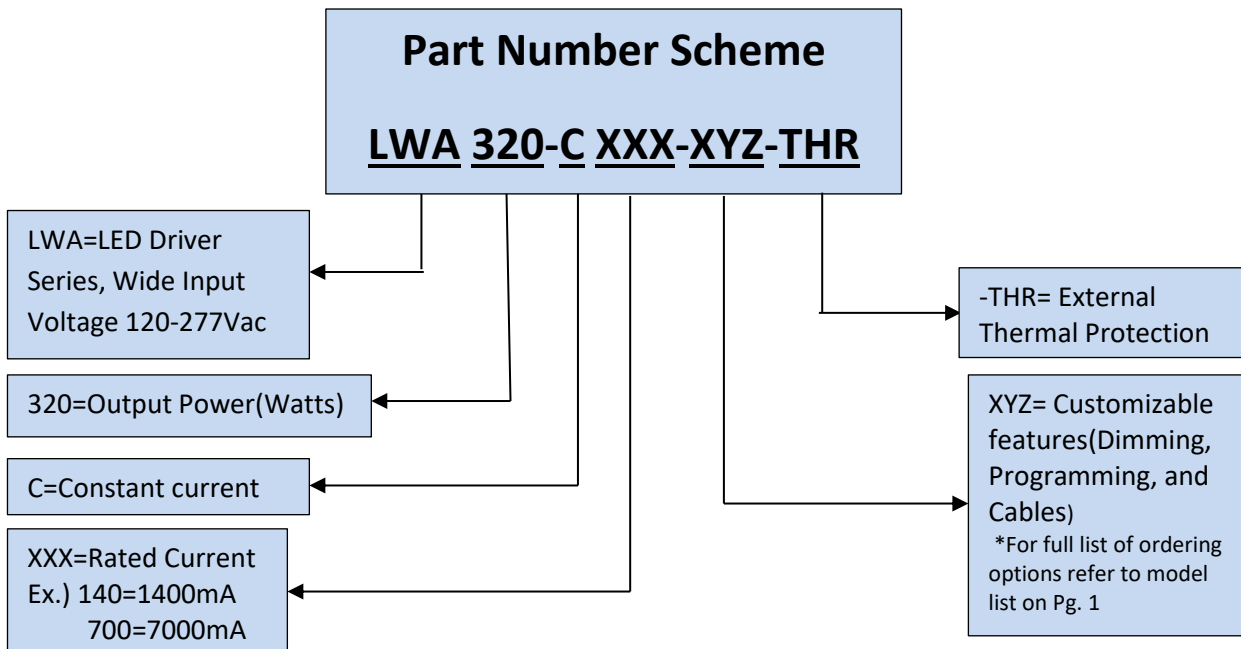 Part Number Scheme
LWA 320-C XXX-XYZ-THR
LWA=LED Driver
Series, Wide Input
Voltage 120-277Vac
320=Output Power(Watts)
C=Constant current
XXX=Rated Current
Ex.) 140=1400mA
700=7000mA
-THR= External
Thermal Protection
XYZ= Customizable
features(Dimming,
Programming, and
Cables)
*For full list of ordering
options refer to model
list on Pg. 1